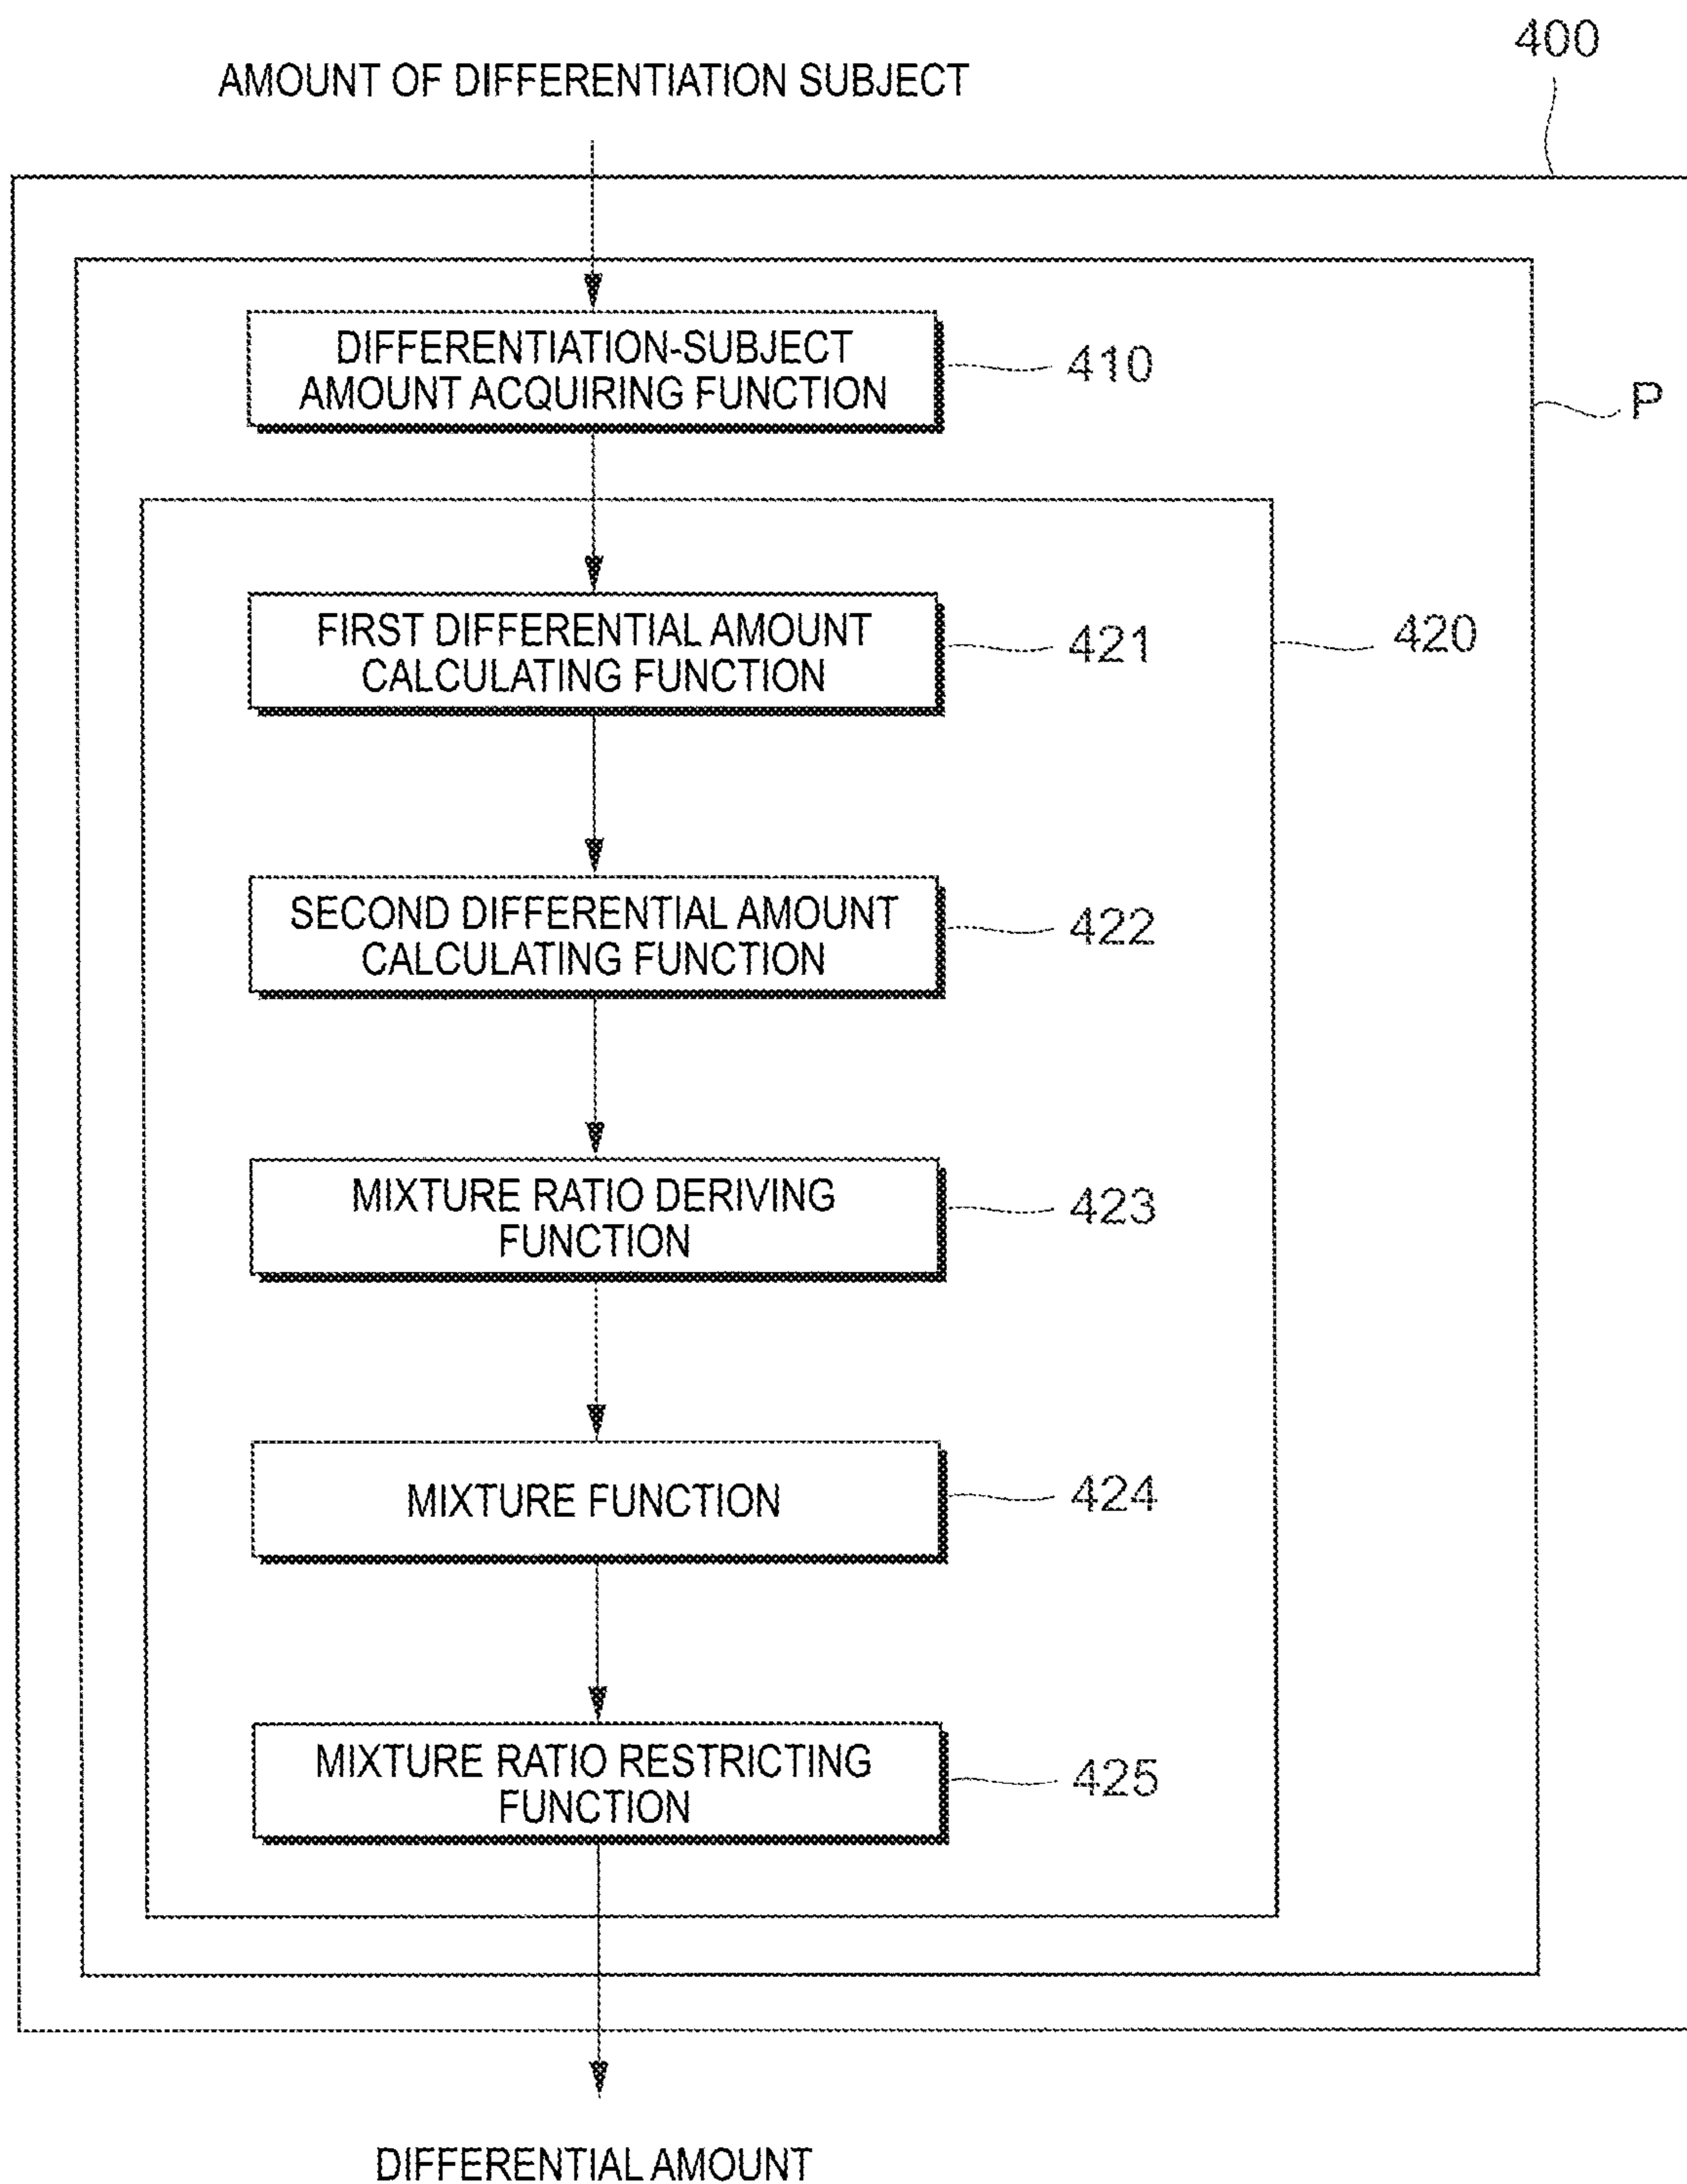 400
AMOUNT OF DIFFERENTIATION SUBJECT
DIFFERENTIATION-SUBJECT
AMOUNT ACQUIRING FUNCTION
410
P
FIRST DIFFERENTIAL AMOUNT
CALCULATING FUNCTION
421
420
SECOND DIFFERENTIAL AMOUNT
CALCULATING FUNCTION
422
MIXTURE RATIO DERIVING
FUNCTION
423
MIXTURE FUNCTION
424
MIXTURE RATIO RESTRICTING
FUNCTION
425
DIFFERENTIAL AMOUNT